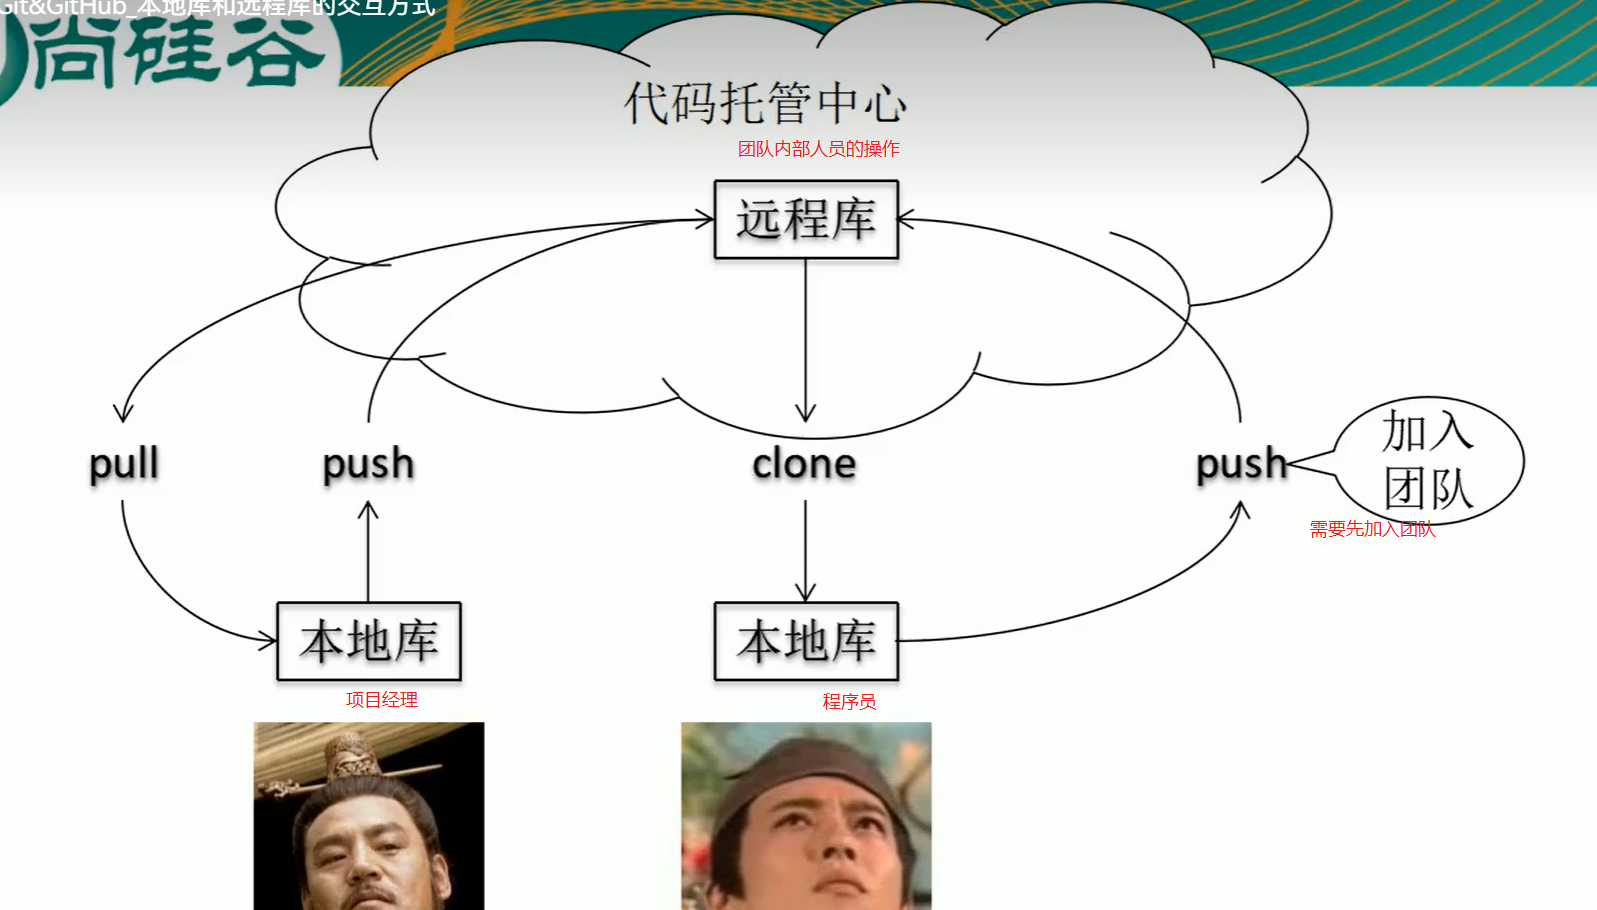 Git&GitHub_本地库和远程库的交互方式
尚硅谷
代码托管中心
团队内部人员的操作
远程库
pull
push
clone
push
加入
团队
需要先加入团队
本地库
本地库
项目经理
程序员